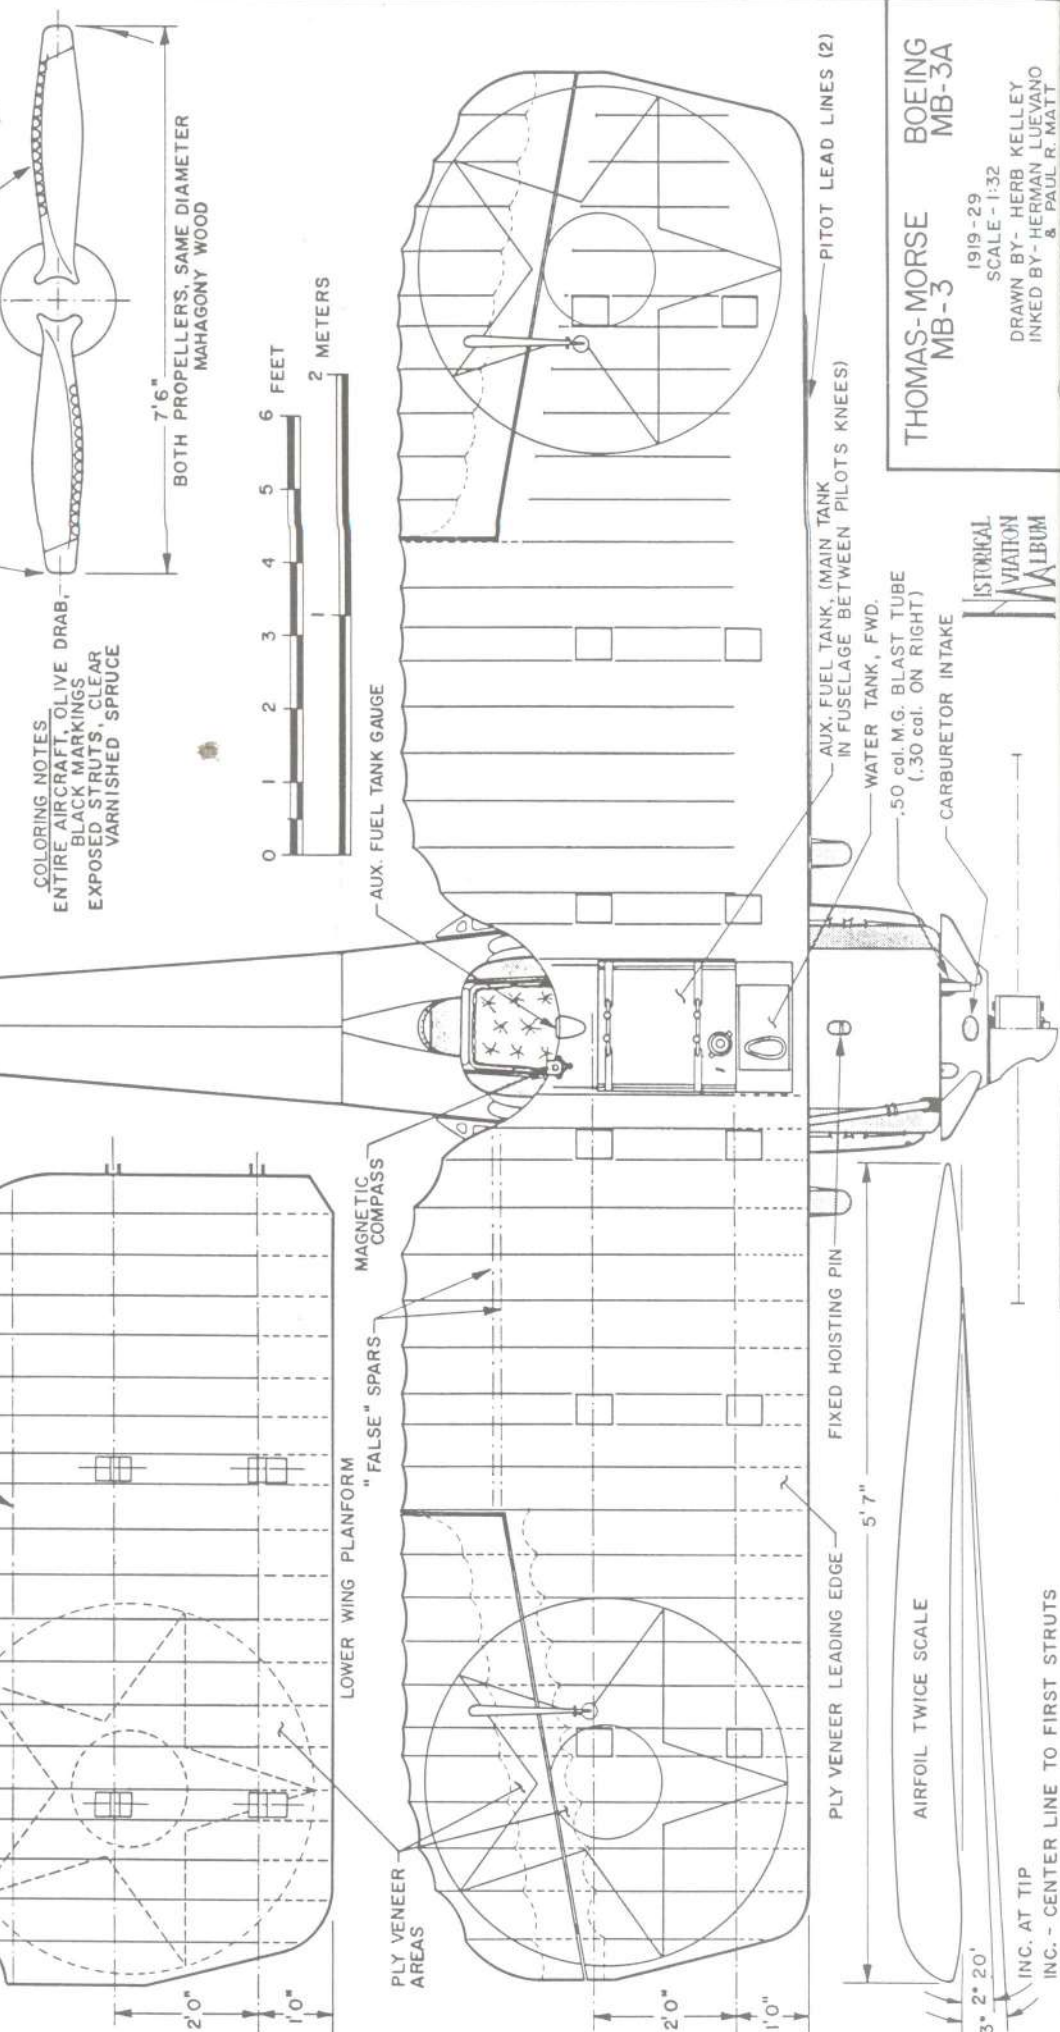 7'6"
BOTH PROPELLERS, SAME DIAMETER
MAHAGONY WOOD
COLORING NOTES
ENTIRE AIRCRAFT, OLIVE DRAB,
BLACK MARKINGS
EXPOSED STRUTS, CLEAR
VARNISHED SPRUCE
0 1 2 3 4 5 6 FEET
1 2 METERS
AUX. FUEL TANK GAUGE
MAGNETIC
COMPASS
"FALSE" SPARS
LOWER WING PLANFORM
2'0"
1'0"
PLY VENEER
AREAS
PITOT LEAD LINES (2)
AUX. FUEL TANK, (MAIN TANK
IN FUSELAGE BETWEEN PILOTS KNEES)
WATER TANK, FWD.
.50 cal. M.G. BLAST TUBE
(.30 cal. ON RIGHT)
CARBURETOR INTAKE
FIXED HOISTING PIN
PLY VENEER LEADING EDGE
2'0"
1'0"
5'7"
AIRFOIL TWICE SCALE
3° 2° 20'
INC. AT TIP
INC. - CENTER LINE TO FIRST STRUTS
ISTORICAL
VIATION
LBUM
THOMAS-MORSE BOEING
MB-3 MB-3A
1919-29
SCALE - 1:32
DRAWN BY - HERB KELLEY
INKED BY - HERMAN LUEVANO
& PAUL R. MATT